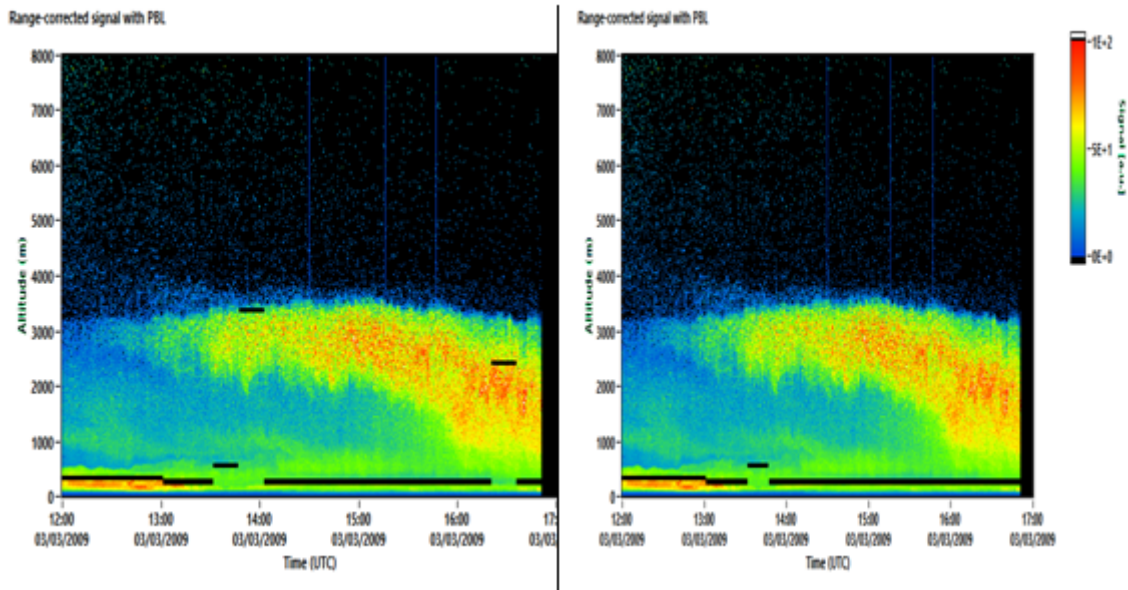 Range-corrected signal with PBL
8000
7000
6000
5000
4000
3000
2000
1000
0
Altitude (m)
12:00 13:00 14:00 15:00 16:00 17:
03/03/2009 03/03/2009 03/03/2009 03/03/2009 03/03/2009 03/0
Time (UTC)
Range-corrected signal with PBL
8000
7000
6000
5000
4000
3000
2000
1000
0
Altitude (m)
12:00 13:00 14:00 15:00 16:00 17:00
03/03/2009 03/03/2009 03/03/2009 03/03/2009 03/03/2009 03/03/2009
Time (UTC)
1E+2
5E+1
0E+0
Signal (a.u.)